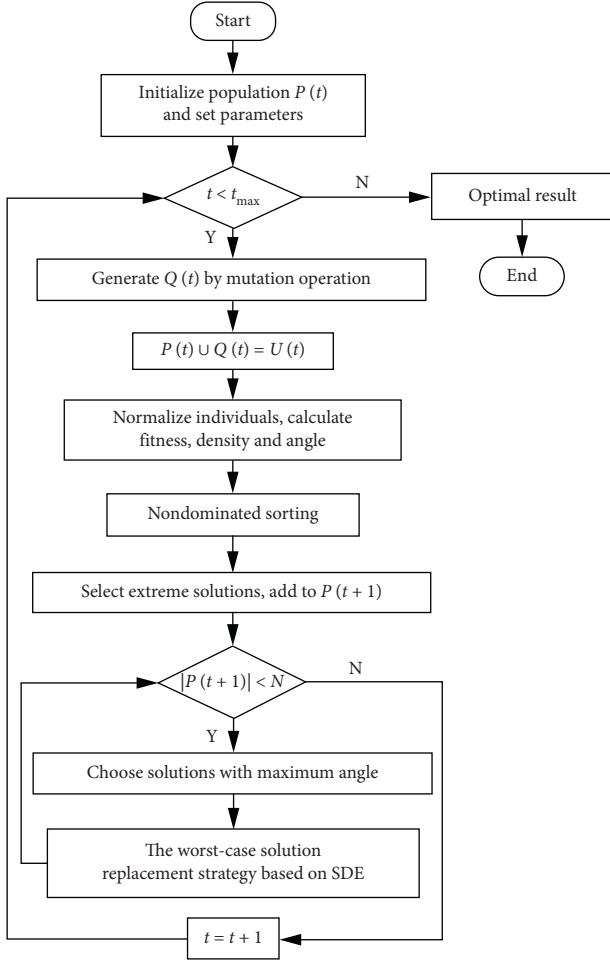 Start
Initialize population P (t)
and set parameters
t < tmax
N
Optimal result
Y
End
Generate Q (t) by mutation operation
P (t) ∪ Q (t) = U (t)
Normalize individuals, calculate
fitness, density and angle
Nondominated sorting
Select extreme solutions, add to P (t + 1)
|P (t + 1)| < N
N
Y
Choose solutions with maximum angle
The worst-case solution
replacement strategy based on SDE
t = t + 1